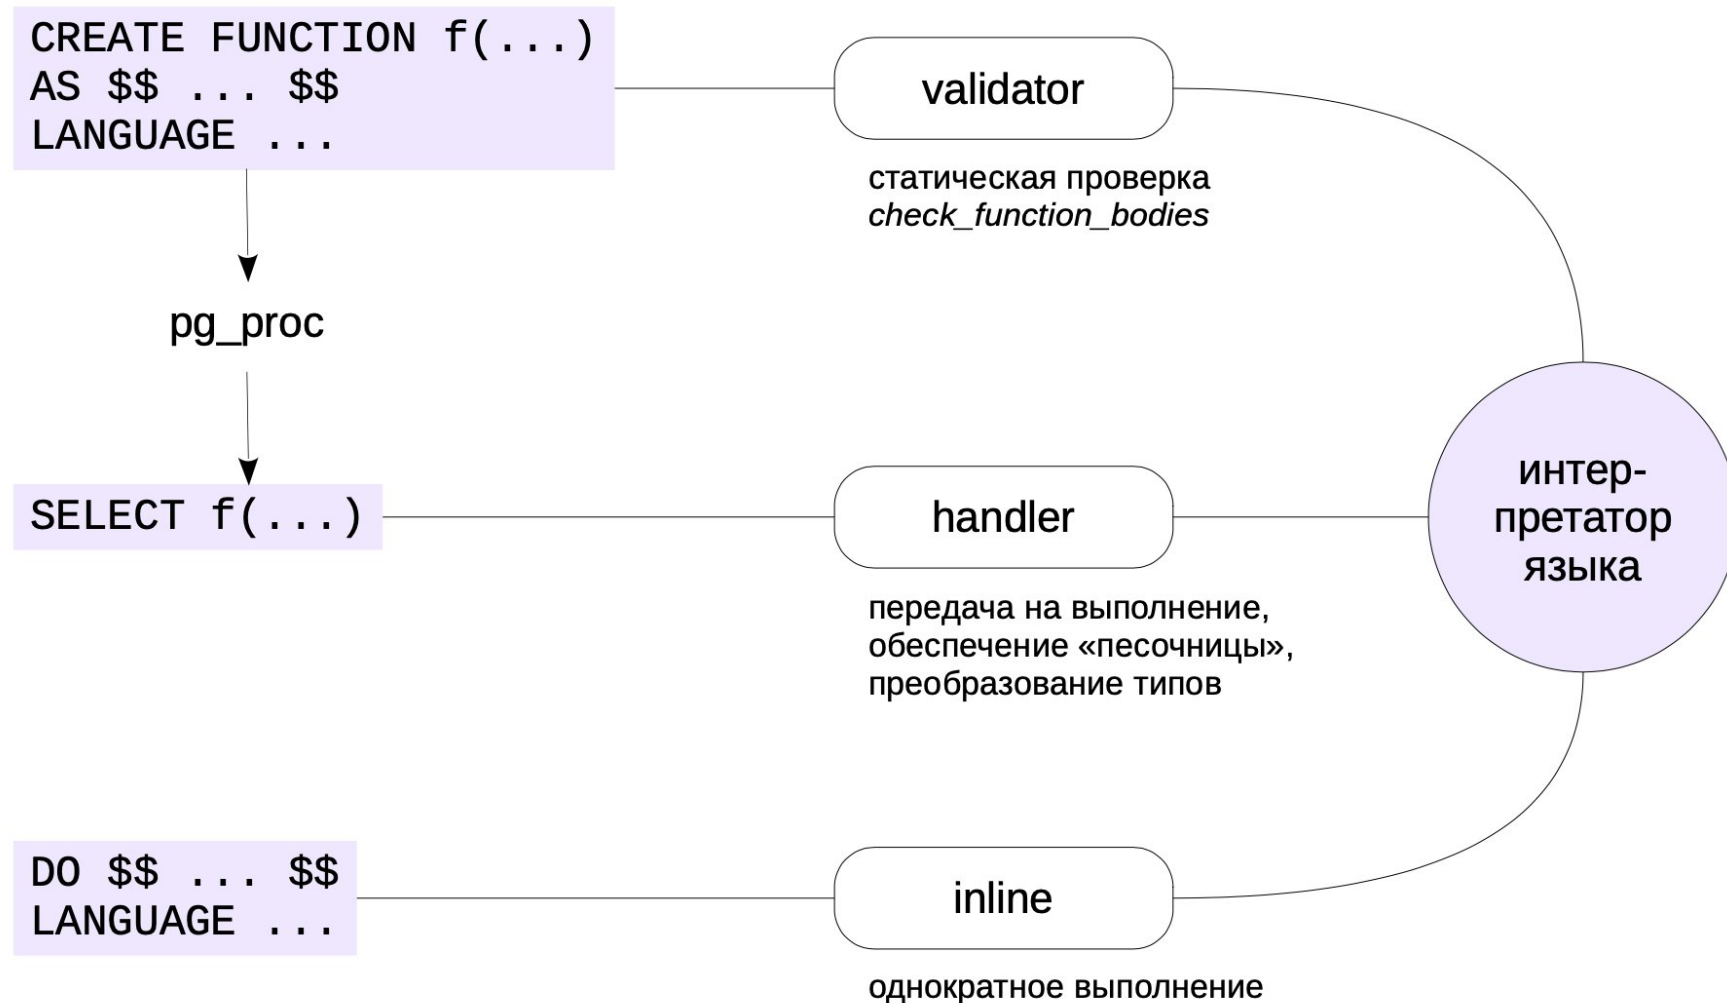 CREATE FUNCTION f(...)
AS $$ ... $$
LANGUAGE ...
validator
статическая проверка
check_function_bodies
pg_proc
SELECT f(...)
handler
передача на выполнение,
обеспечение «песочницы»,
преобразование типов
интер-
претатор
языка
DO $$ ... $$
LANGUAGE ...
inline
однократное выполнение